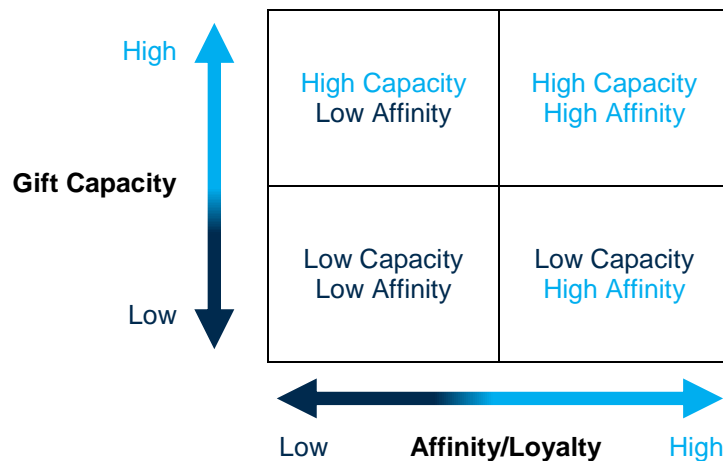 High
High Capacity
Low Affinity
High Capacity
High Affinity
Gift Capacity
Low Capacity
Low Affinity
Low Capacity
High Affinity
Low
Low
Affinity/Loyalty
High